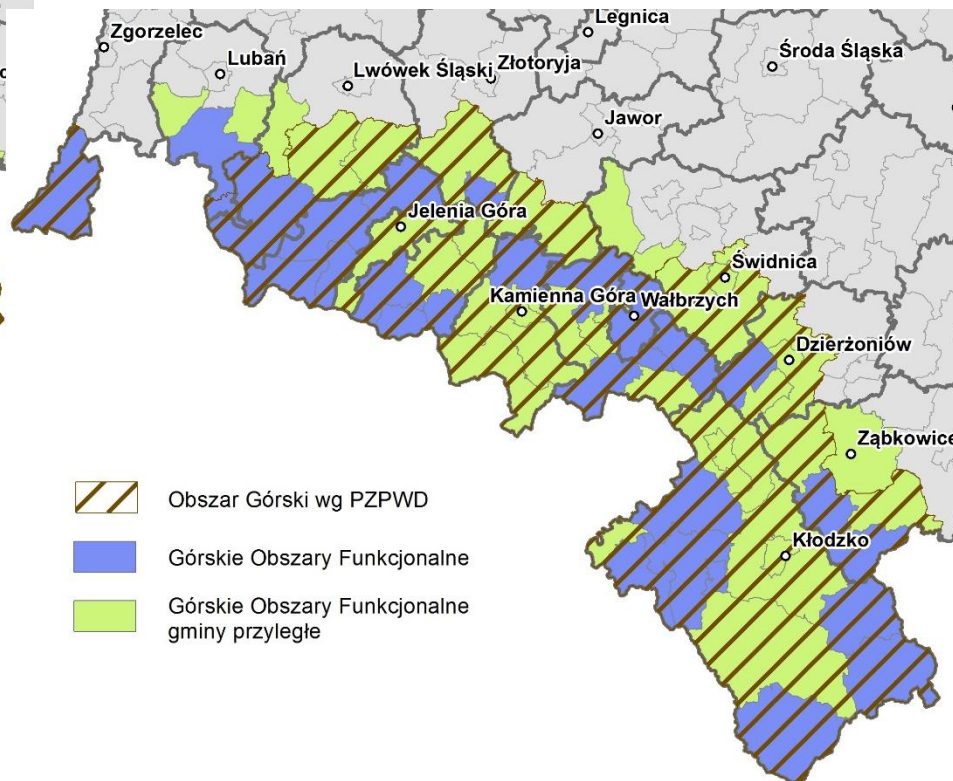 Legnica
Zgorzelec
Środa Śląska
Lubań
Złotoryja
Lwówek Śląski
Jawor
Jelenia Góra
Świdnica
Kamienna Góra
Wałbrzych
Dzierżoniów
Ząbkowice
Obszar Górski wg PZPWD
Górskie Obszary Funkcjonalne
Kłodzko
Górskie Obszary Funkcjonalne
gminy przyległe